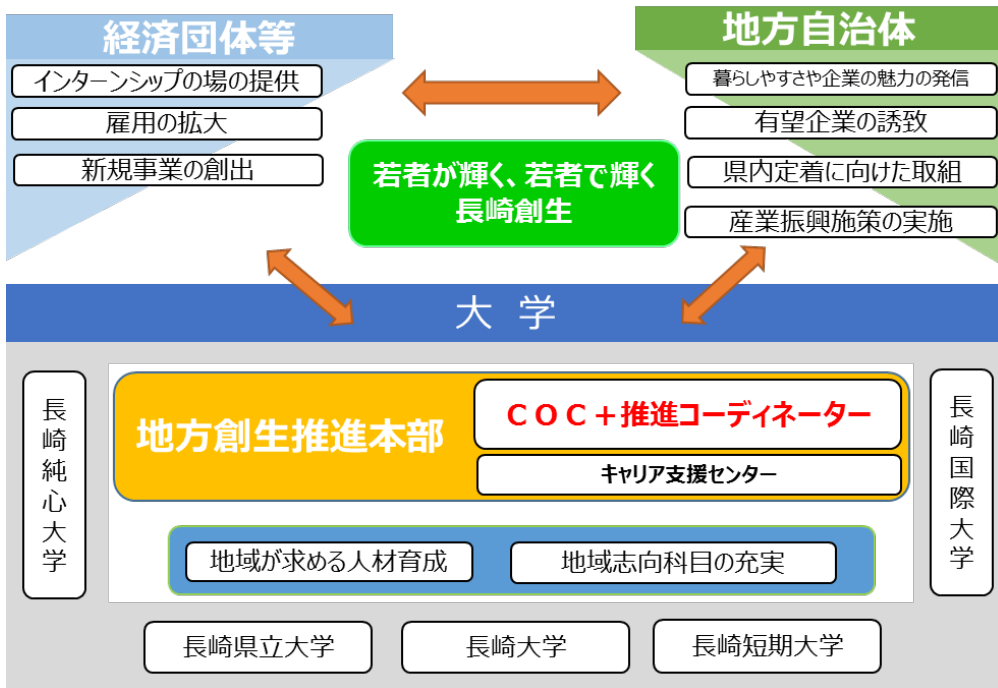 経済団体等
インターンシップの場の提供
雇用の拡大
新規事業の創出
地方自治体
暮らしやすさや企業の魅力の発信
有望企業の誘致
県内定着に向けた取組
産業振興施策の実施
若者が輝く、若者で輝く
長崎創生
大 学
長崎純心大学
地方創生推進本部
ＣＯＣ＋推進コーディネーター
キャリア支援センター
地域が求める人材育成
地域志向科目の充実
長崎国際大学
長崎県立大学
長崎大学
長崎短期大学